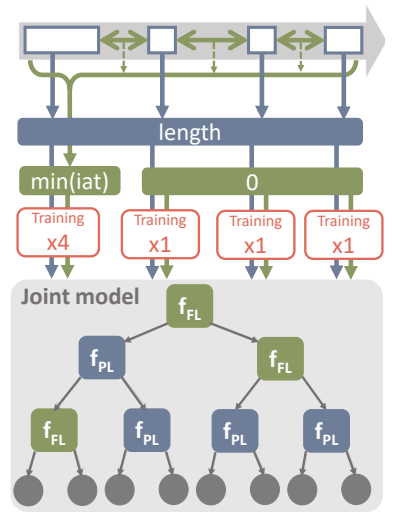 length
min(iat) 0
Training Training Training Training
x4 x1 x1 x1
Joint model
fFL
fPL fFL
fFL fPL fPL fPL